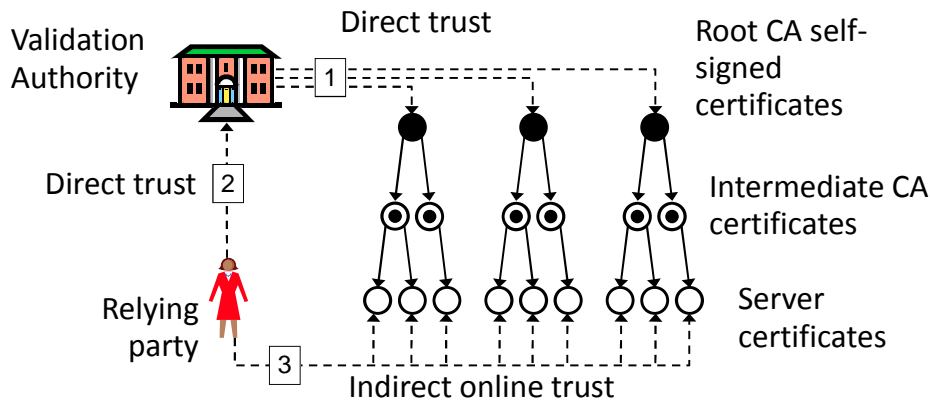 Direct trust
Validation
Authority
1
Root CA self-
signed
certificates
Direct trust
2
Intermediate CA
certificates
Relying
party
Server
certificates
3
Indirect online trust